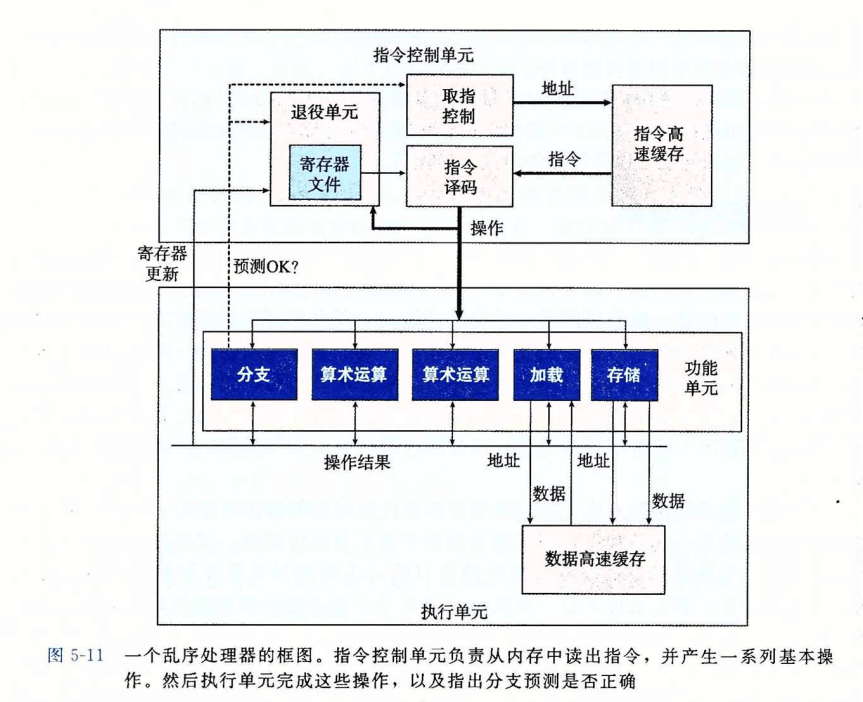 指令控制单元
取指
控制
地址
指令高
速缓存
退役单元
寄存器
文件
指令
译码
指令
操作
寄存器
更新
预测OK?
分支
算术运算
算术运算
加载
存储
功能
单元
操作结果
地址
地址
数据
数据
数据高速缓存
执行单元
图 5-11 一个乱序处理器的框图。指令控制单元负责从内存中读出指令，并产生一系列基本操
作。然后执行单元完成这些操作，以及指出分支预测是否正确